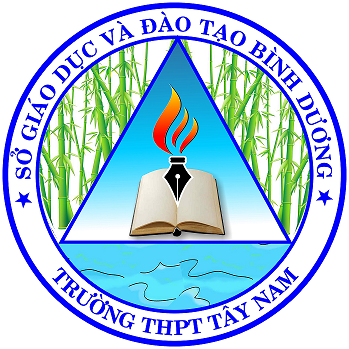 SỞ GIÁO DỤC VÀ ĐÀO TẠO BÌNH DƯƠNG
TRƯỜNG THPT TÂY NAM